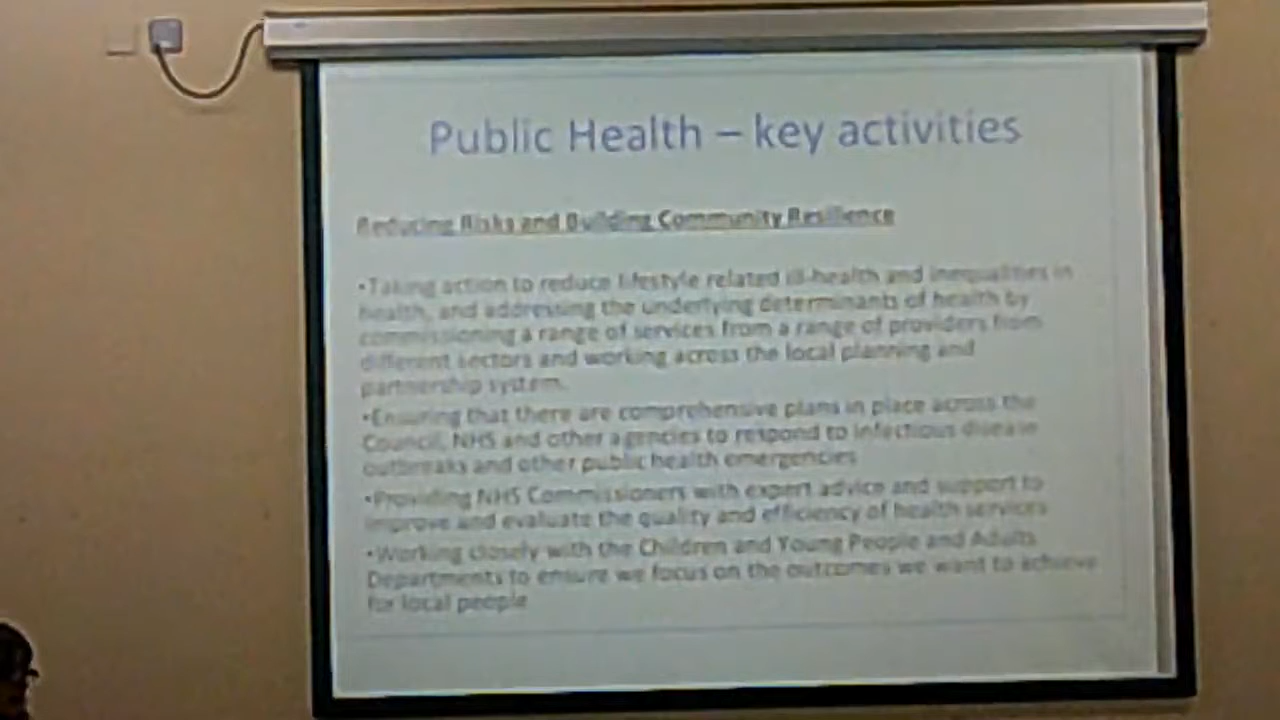 Public Health – key activities
Reducing Risks and Building Community Resilience
•Taking action to reduce lifestyle related ill-health and inequalities in
health, and addressing the underlying determinants of health by
commissioning a range of services from a range of providers from
different sectors and working across the local planning and
partnership system.
•Ensuring that there are comprehensive plans in place across the
Council, NHS and other agencies to respond to infectious disease
outbreaks and other public health emergencies
•Providing NHS Commissioners with expert advice and support to
improve and evaluate the quality and efficiency of health services
•Working closely with the Children and Young People and Adults
Departments to ensure we focus on the outcomes we want to achieve
for local people